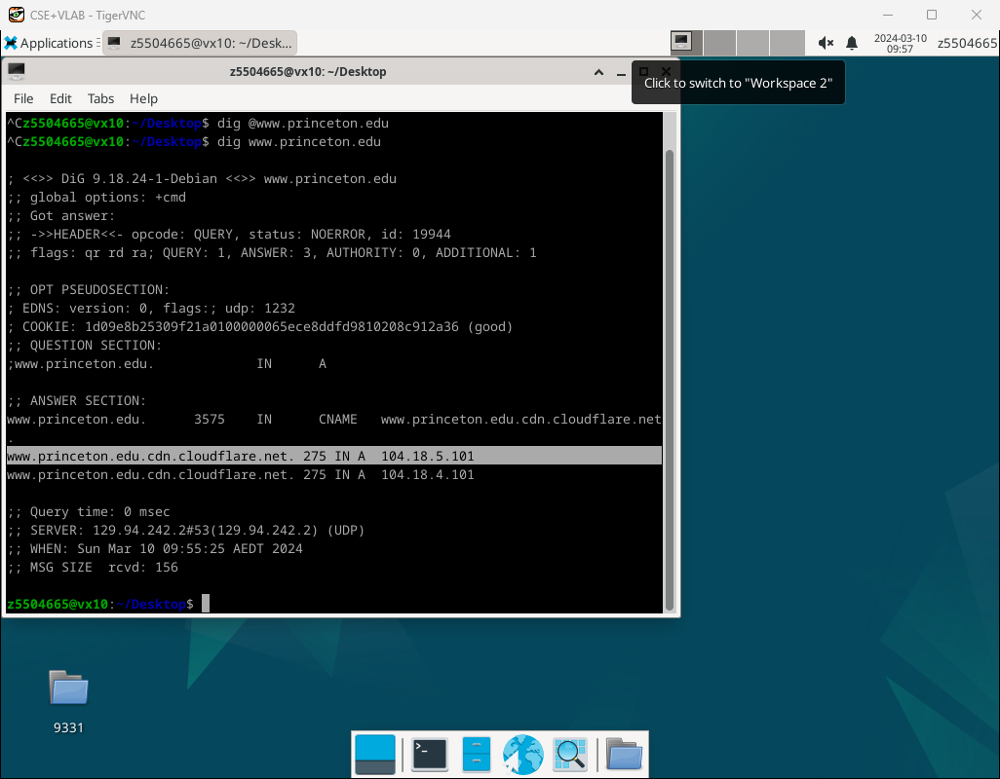 CSE+VLAB - TigerVNC
Applications
z5504665@vx10: ~/Desk...
2024-03-10
09:57
z5504665
z5504665@vx10: ~/Desktop
Click to switch to "Workspace 2"
File Edit Tabs Help
^Cz5504665@vx10:~/Desktop$ dig @www.princeton.edu
^Cz5504665@vx10:~/Desktop$ dig www.princeton.edu
; <<>> DiG 9.18.24-1-Debian <<>> www.princeton.edu
;; global options: +cmd
;; Got answer:
;; ->>HEADER<<- opcode: QUERY, status: NOERROR, id: 19944
;; flags: qr rd ra; QUERY: 1, ANSWER: 3, AUTHORITY: 0, ADDITIONAL: 1
;; OPT PSEUDOSECTION:
; EDNS: version: 0, flags:; udp: 1232
; COOKIE: 1d09e8b25309f21a0100000065ece8ddfd9810208c912a36 (good)
;; QUESTION SECTION:
;www.princeton.edu. IN A
;; ANSWER SECTION:
www.princeton.edu. 3575 IN CNAME www.princeton.edu.cdn.cloudflare.net
.
www.princeton.edu.cdn.cloudflare.net. 275 IN A 104.18.5.101
www.princeton.edu.cdn.cloudflare.net. 275 IN A 104.18.4.101
;; Query time: 0 msec
;; SERVER: 129.94.242.2#53(129.94.242.2) (UDP)
;; WHEN: Sun Mar 10 09:55:25 AEDT 2024
;; MSG SIZE rcvd: 156
z5504665@vx10:~/Desktop$
9331